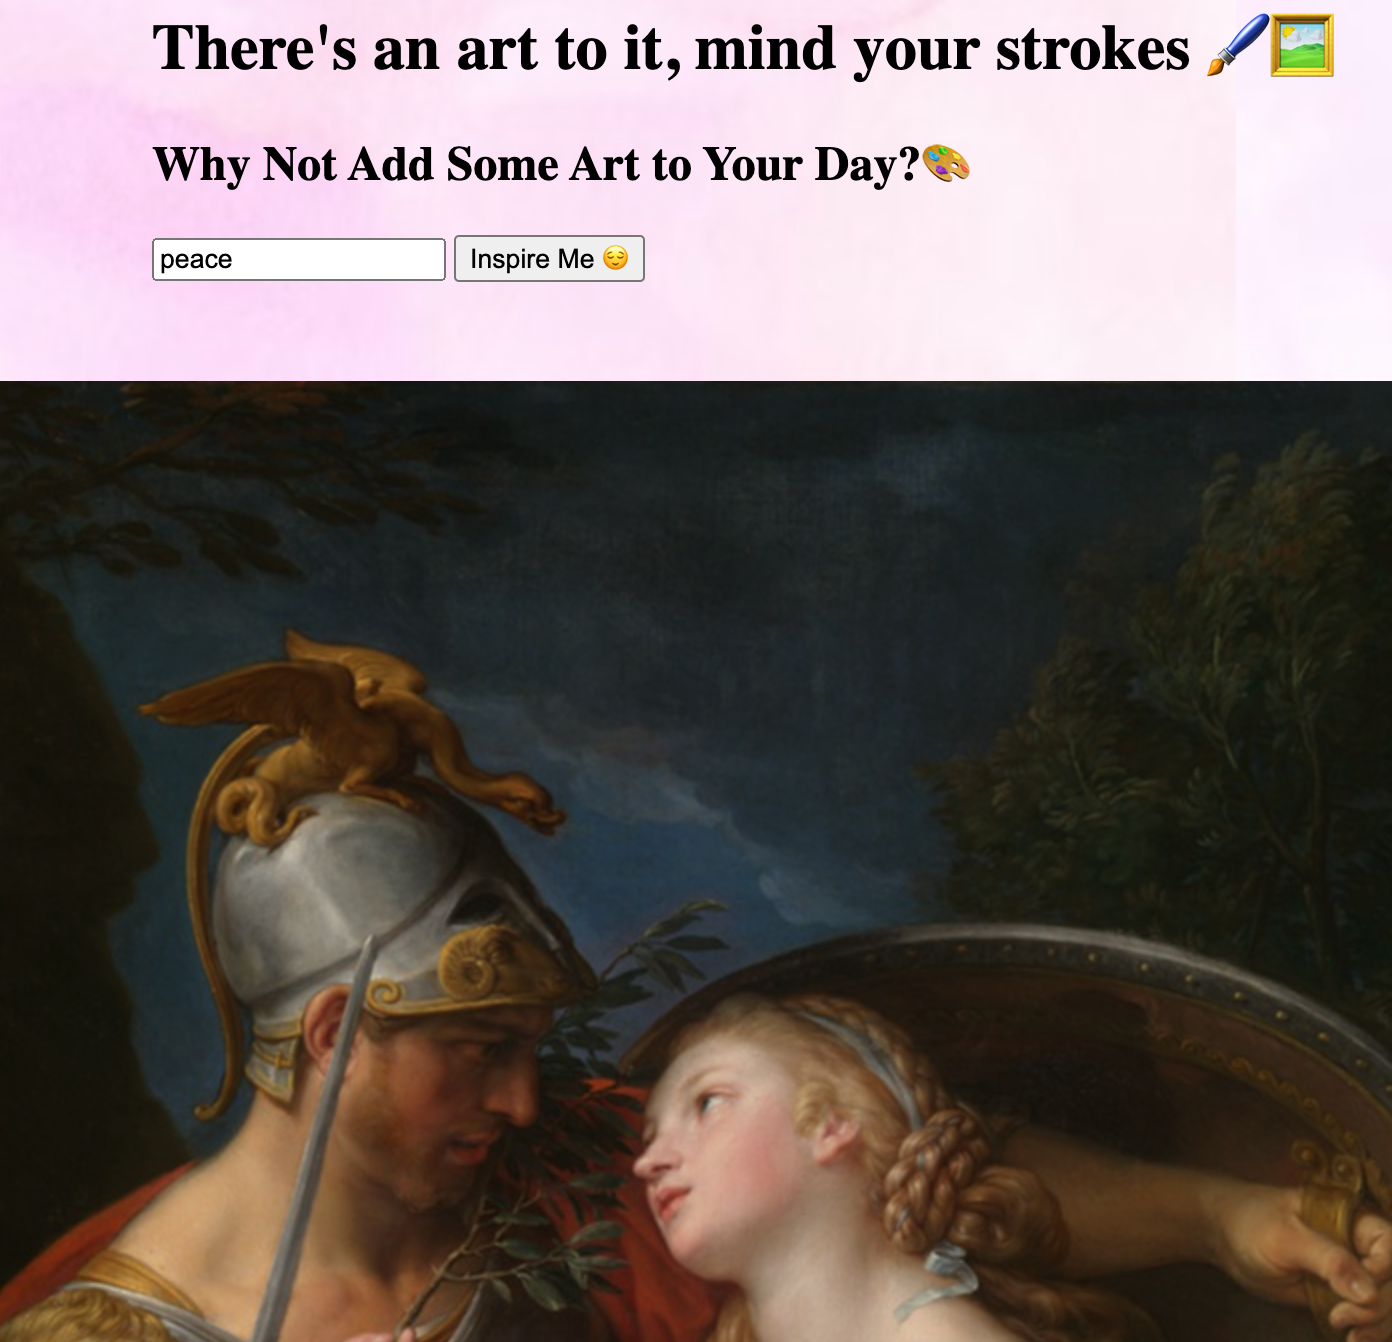 There's an art to it, mind your strokes 🖌️🖼️
Why Not Add Some Art to Your Day?🎨
peace
Inspire Me 😌